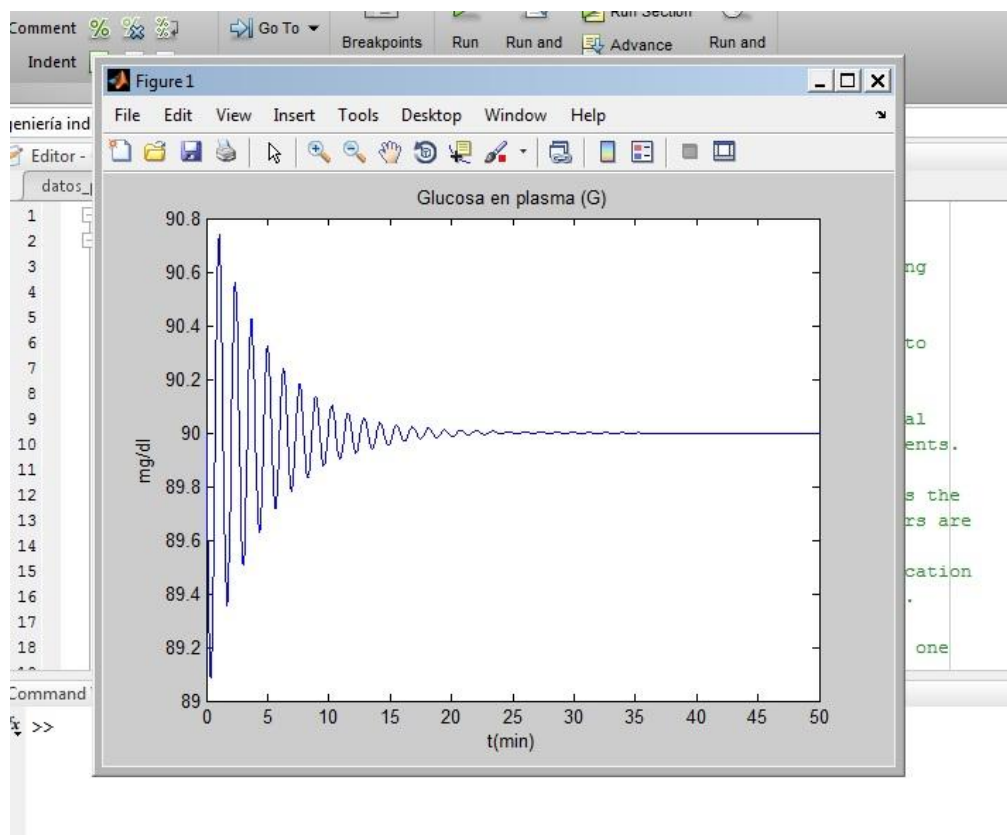 Comment
Go To
Breakpoints
Run
Run and
Run Section
Advance
Run and
Indent
Figure 1
File Edit View Insert Tools Desktop Window Help
geniería ind
Editor -
datos_
Glucosa en plasma (G)
90.8
90.6
90.4
90.2
90
89.8
89.6
89.4
89.2
89
mg/dl
0 5 10 15 20 25 30 35 40 45 50
t(min)
1
2
3
4
5
6
7
8
9
10
11
12
13
14
15
16
17
18
ng
to
al
ents.
s the
rs are
cation
.
one
Command
fx >>